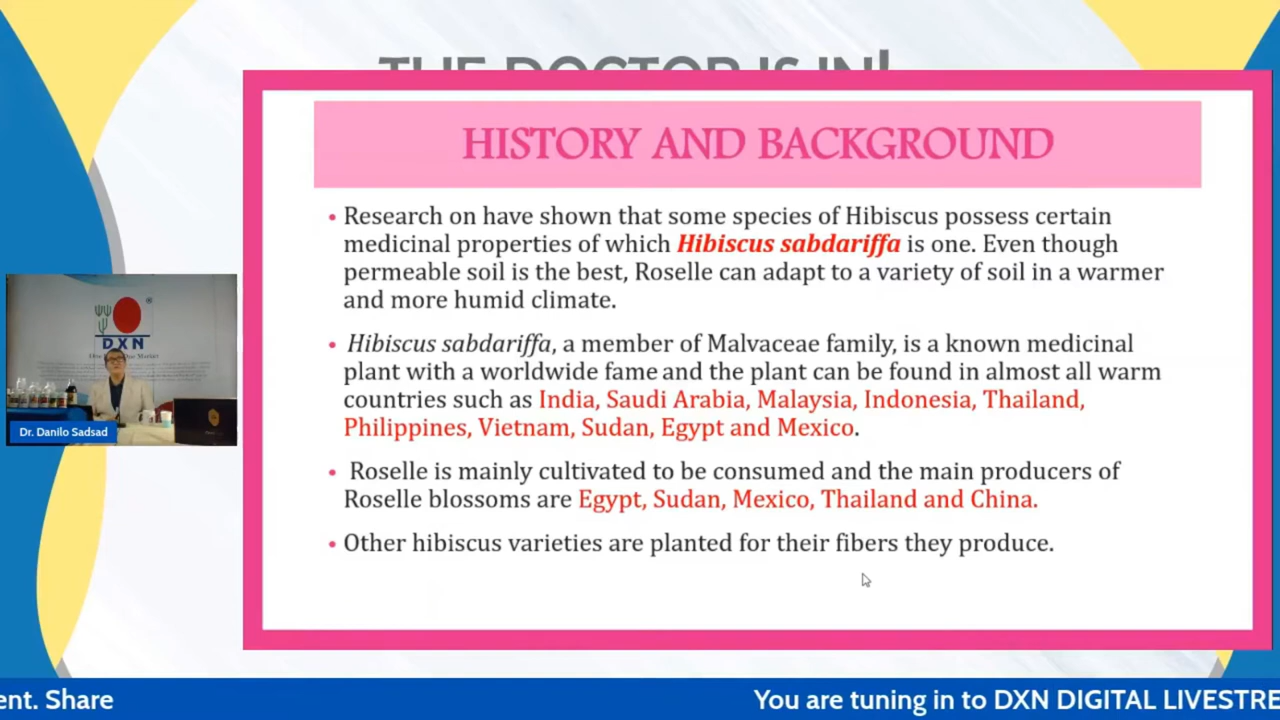 THE DOCTOR IS IN!
HISTORY AND BACKGROUND
• Research on have shown that some species of Hibiscus possess certain
medicinal properties of which Hibiscus sabdariffa is one. Even though
permeable soil is the best, Roselle can adapt to a variety of soil in a warmer
and more humid climate.
• Hibiscus sabdariffa, a member of Malvaceae family, is a known medicinal
plant with a worldwide fame and the plant can be found in almost all warm
countries such as India, Saudi Arabia, Malaysia, Indonesia, Thailand,
Philippines, Vietnam, Sudan, Egypt and Mexico.
• Roselle is mainly cultivated to be consumed and the main producers of
Roselle blossoms are Egypt, Sudan, Mexico, Thailand and China.
• Other hibiscus varieties are planted for their fibers they produce.
®
DXN
Market
Dr. Danilo Sadsad
ent. Share
You are tuning in to DXN DIGITAL LIVESTRE